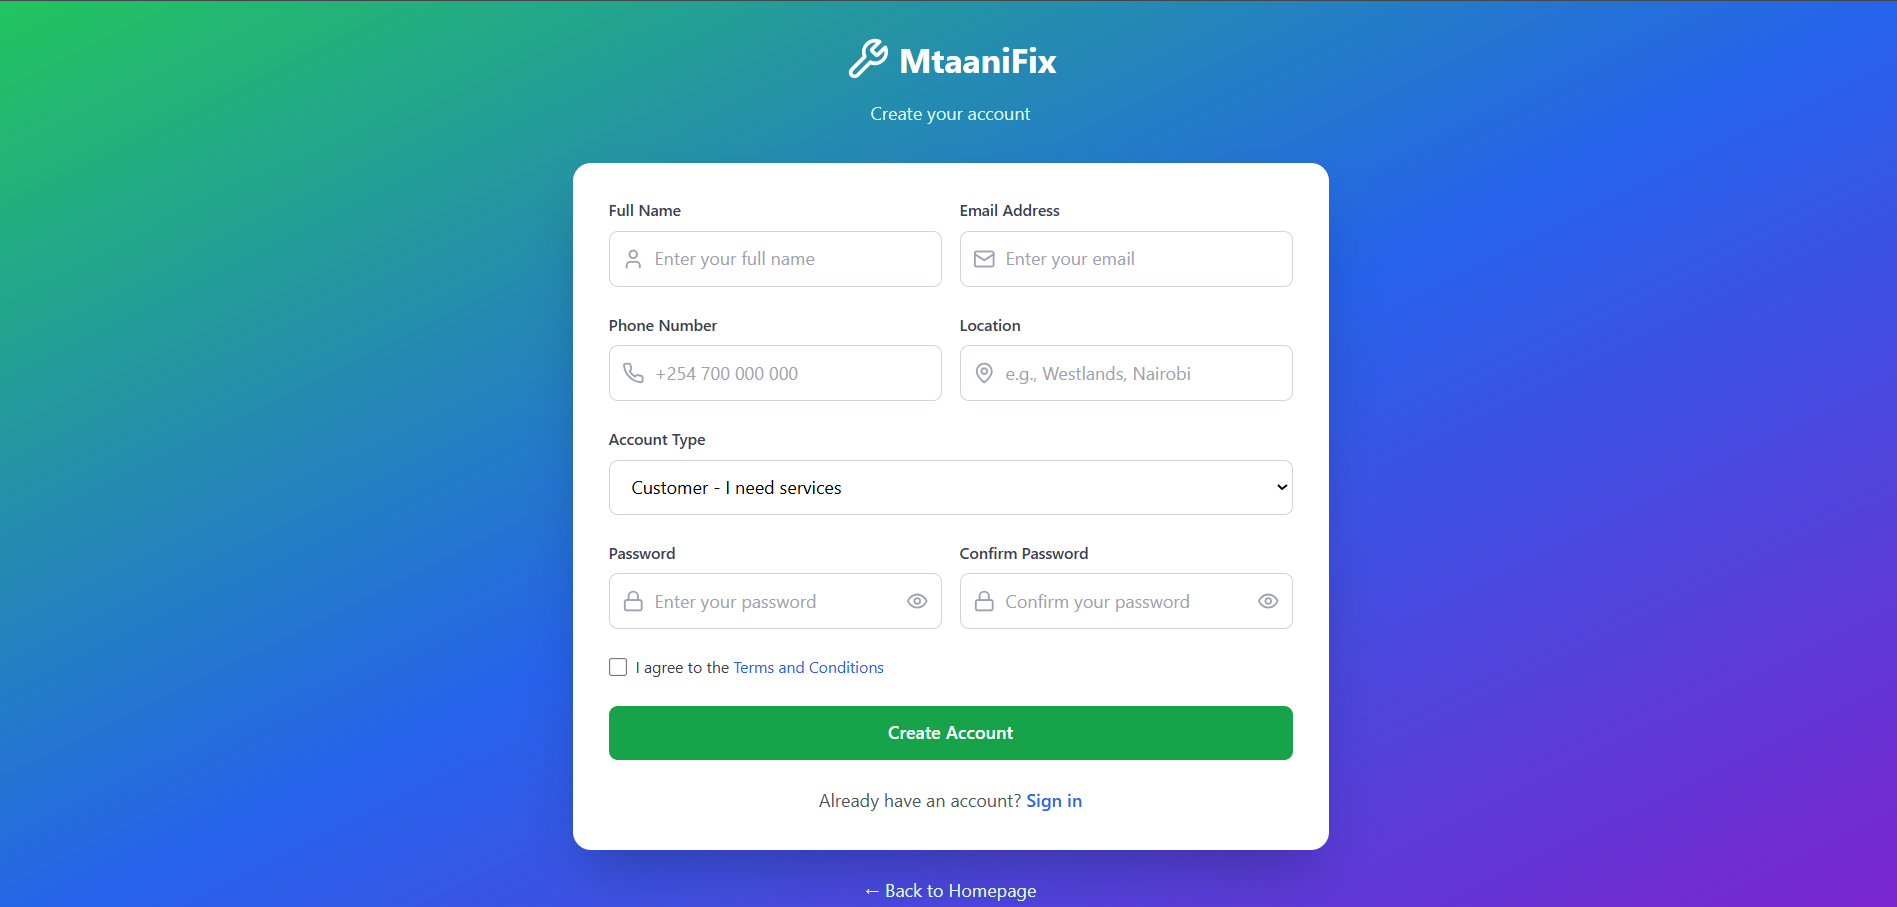 MtaaniFix
Create your account
Full Name
Email Address
Enter your full name
Enter your email
Phone Number
Location
+254 700 000 000
e.g., Westlands, Nairobi
Account Type
Customer - I need services
Password
Confirm Password
Enter your password
Confirm your password
I agree to the Terms and Conditions
Create Account
Already have an account? Sign in
← Back to Homepage